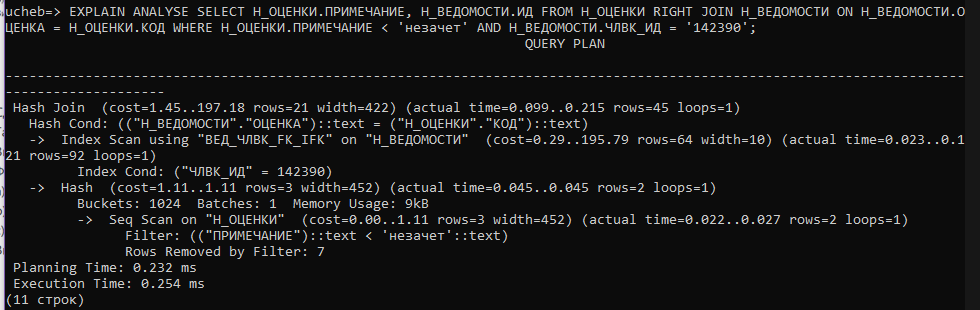 ucheb=> EXPLAIN ANALYSE SELECT Н_ОЦЕНКИ.ПРИМЕЧАНИЕ, Н_ВЕДОМОСТИ.ИД FROM Н_ОЦЕНКИ RIGHT JOIN Н_ВЕДОМОСТИ ON Н_ВЕДОМОСТИ.О
ЦЕНКА = Н_ОЦЕНКИ.КОД WHERE Н_ОЦЕНКИ.ПРИМЕЧАНИЕ < 'незачет' AND Н_ВЕДОМОСТИ.ЧЛВК_ИД = '142390';
QUERY PLAN
------------------------------------------------------------------------------------------------------------------------
--------------------
Hash Join  (cost=1.45..197.18 rows=21 width=422) (actual time=0.099..0.215 rows=45 loops=1)
Hash Cond: (("Н_ВЕДОМОСТИ"."ОЦЕНКА")::text = ("Н_ОЦЕНКИ"."КОД")::text)
->  Index Scan using "ВЕД_ЧЛВК_FK_IFK" on "Н_ВЕДОМОСТИ"  (cost=0.29..195.79 rows=64 width=10) (actual time=0.023..0.1
21 rows=92 loops=1)
Index Cond: ("ЧЛВК_ИД" = 142390)
->  Hash  (cost=1.11..1.11 rows=3 width=452) (actual time=0.045..0.045 rows=2 loops=1)
Buckets: 1024  Batches: 1  Memory Usage: 9kB
->  Seq Scan on "Н_ОЦЕНКИ"  (cost=0.00..1.11 rows=3 width=452) (actual time=0.022..0.027 rows=2 loops=1)
Filter: (("ПРИМЕЧАНИЕ")::text < 'незачет'::text)
Rows Removed by Filter: 7
Planning Time: 0.232 ms
Execution Time: 0.254 ms
(11 строк)